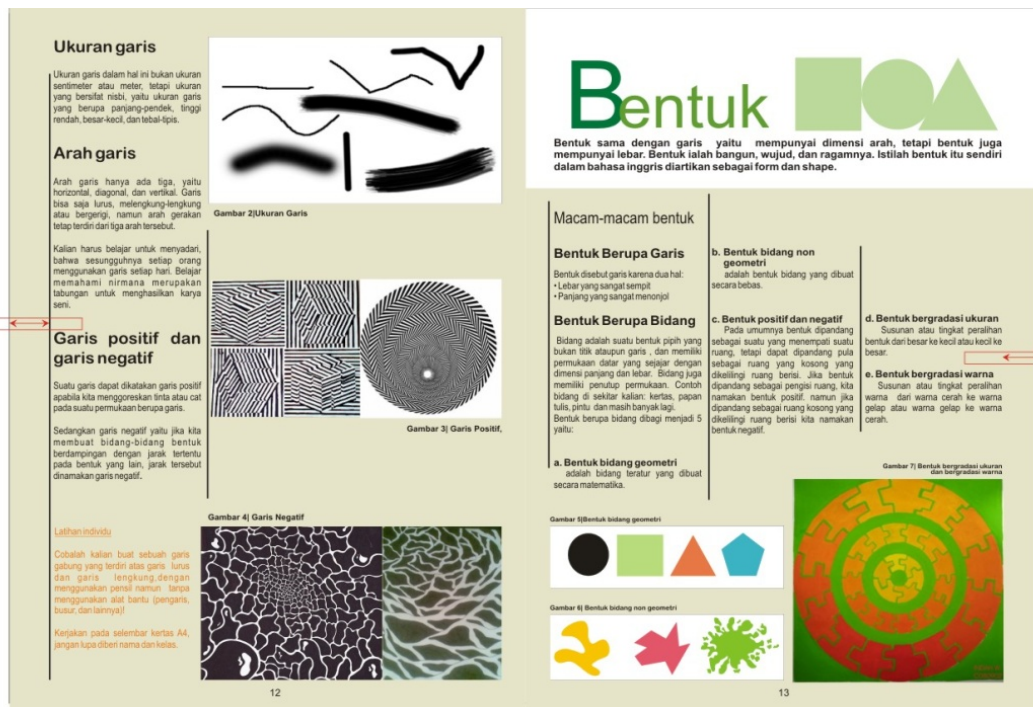 Ukuran garis
Ukuran garis dalam hal ini bukan ukuran
sentimeter atau meter, tetapi ukuran
yang bersifat nisbi, yaitu ukuran garis
yang berupa panjang-pendek, tinggi
rendah, besar-kecil, dan tebal-tipis.
Arah garis
Arah garis hanya ada tiga, yaitu
horizontal, diagonal, dan vertikal. Garis
bisa saja lurus, melengkung-lengkung
atau bergerigi, namun arah gerakan
tetap terdiri dari tiga arah tersebut.
Kalian harus belajar untuk menyadari,
bahwa sesungguhnya setiap orang
menggunakan garis setiap hari. Belajar
memahami nirmana merupakan
tabungan untuk menghasilkan karya
seni.
Garis positif dan
garis negatif
Suatu garis dapat dikatakan garis positif
apabila kita menggoreskan tinta atau cat
pada suatu permukaan berupa garis.
Sedangkan garis negatif yaitu jika kita
membuat bidang-bidang bentuk
berdampingan dengan jarak tertentu
pada bentuk yang lain, jarak tersebut
dinamakan garis negatif.
Latihan individu
Cobalah kalian buat sebuah garis
gabung yang terdiri atas garis lurus
dan garis lengkung,dengan
menggunakan pensil namun tanpa
menggunakan alat bantu (pengaris,
busur, dan lainnya)!
Kerjakan pada selembar kertas A4,
jangan lupa diberi nama dan kelas.
Gambar 2|Ukuran Garis
Gambar 3| Garis Positif,
Gambar 4| Garis Negatif
12
Bentuk
Bentuk sama dengan garis yaitu mempunyai dimensi arah, tetapi bentuk juga
mempunyai lebar. Bentuk ialah bangun, wujud, dan ragamnya. Istilah bentuk itu sendiri
dalam bahasa inggris diartikan sebagai form dan shape.
Macam-macam bentuk
Bentuk Berupa Garis
Bentuk disebut garis karena dua hal:
• Lebar yang sangat sempit
• Panjang yang sangat menonjol
Bentuk Berupa Bidang
Bidang adalah suatu bentuk pipih yang
bukan titik ataupun garis , dan memiliki
permukaan datar yang sejajar dengan
dimensi panjang dan lebar. Bidang juga
memiliki penutup permukaan. Contoh
bidang di sekitar kalian: kertas, papan
tulis, pintu dan masih banyak lagi.
Bentuk berupa bidang dibagi menjadi 5
yaitu:
a. Bentuk bidang geometri
adalah bidang teratur yang dibuat
secara matematika.
b. Bentuk bidang non
geometri
adalah bentuk bidang yang dibuat
secara bebas.
c. Bentuk positif dan negatif
Pada umumnya bentuk dipandang
sebagai suatu yang menempati suatu
ruang, tetapi dapat dipandang pula
sebagai ruang yang kosong yang
dikelilingi ruang berisi. Jika bentuk
dipandang sebagai pengisi ruang, kita
namakan bentuk positif. namun jika
dipandang sebagai ruang kosong yang
dikelilingi ruang berisi kita namakan
bentuk negatif.
d. Bentuk bergradasi ukuran
Susunan atau tingkat peralihan
bentuk dari besar ke kecil atau kecil ke
besar.
e. Bentuk bergradasi warna
Susunan atau tingkat peralihan
warna dari warna cerah ke warna
gelap atau warna gelap ke warna
cerah.
Gambar 5|Bentuk bidang geometri
Gambar 6| Bentuk bidang non geometri
Gambar 7| Bentuk bergradasi ukuran
dan bergradasi warna
13